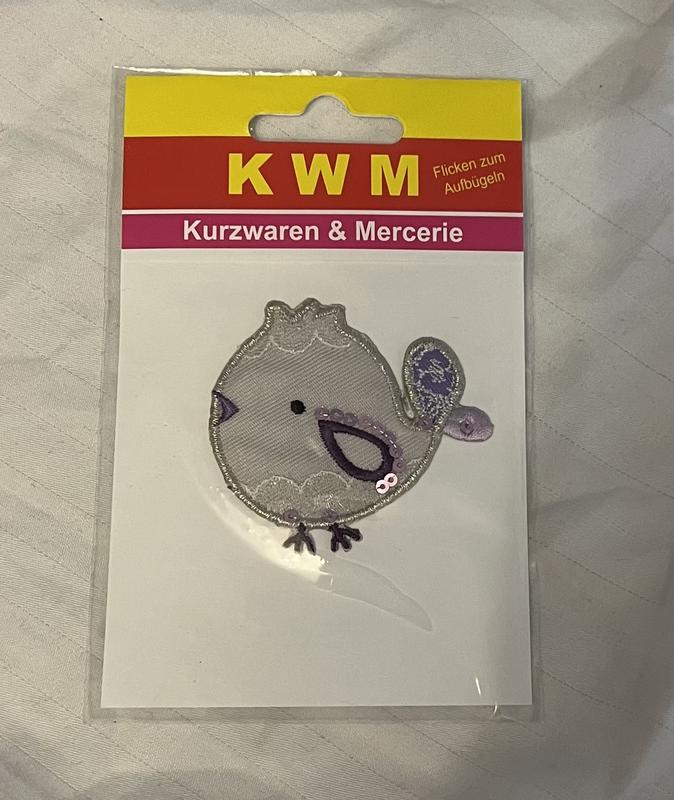 K W M
Flicken zum
Aufbügeln
Kurzwaren & Mercerie